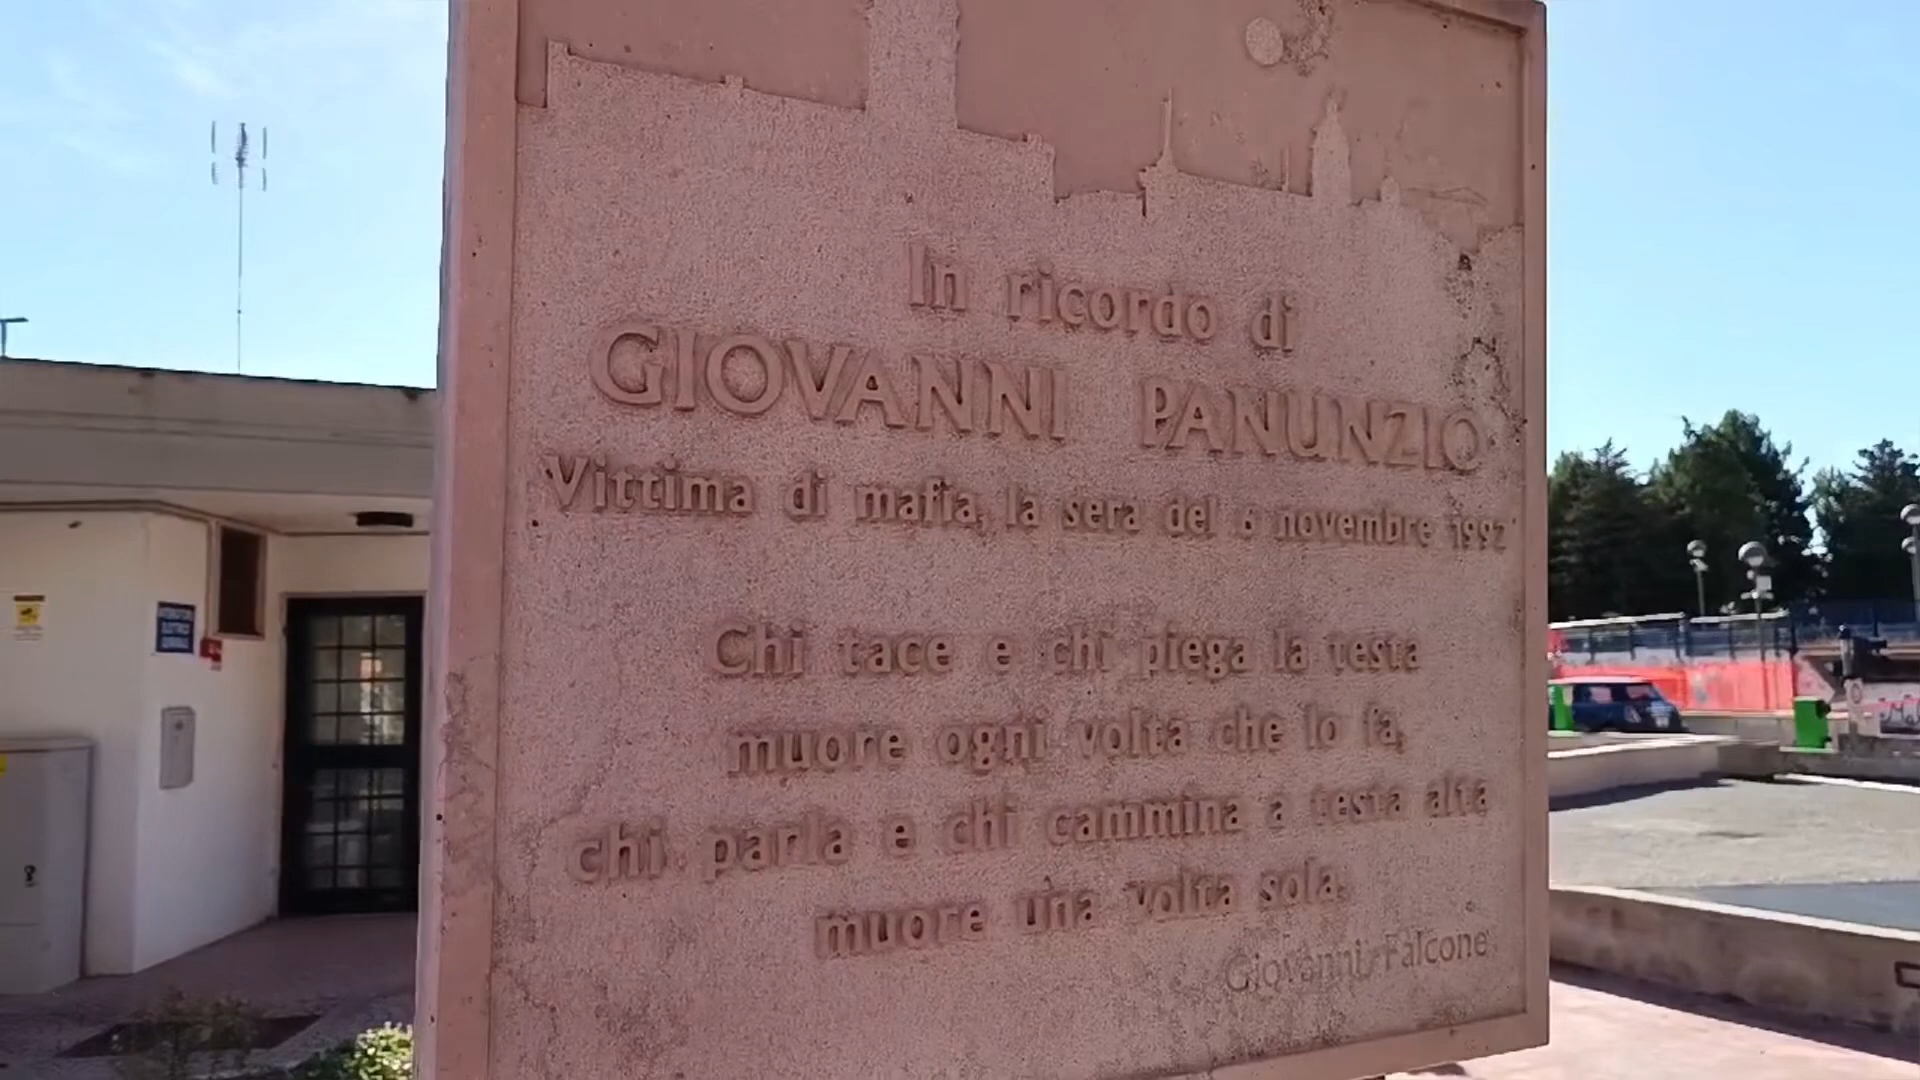 In ricordo di
GIOVANNI PANUNZIO
Vittima di mafia, la sera del 6 novembre 1992
Chi tace e chi piega la testa
muore ogni volta che lo fa,
chi parla e chi cammina a testa alta
muore una volta sola.
Giovanni Falcone